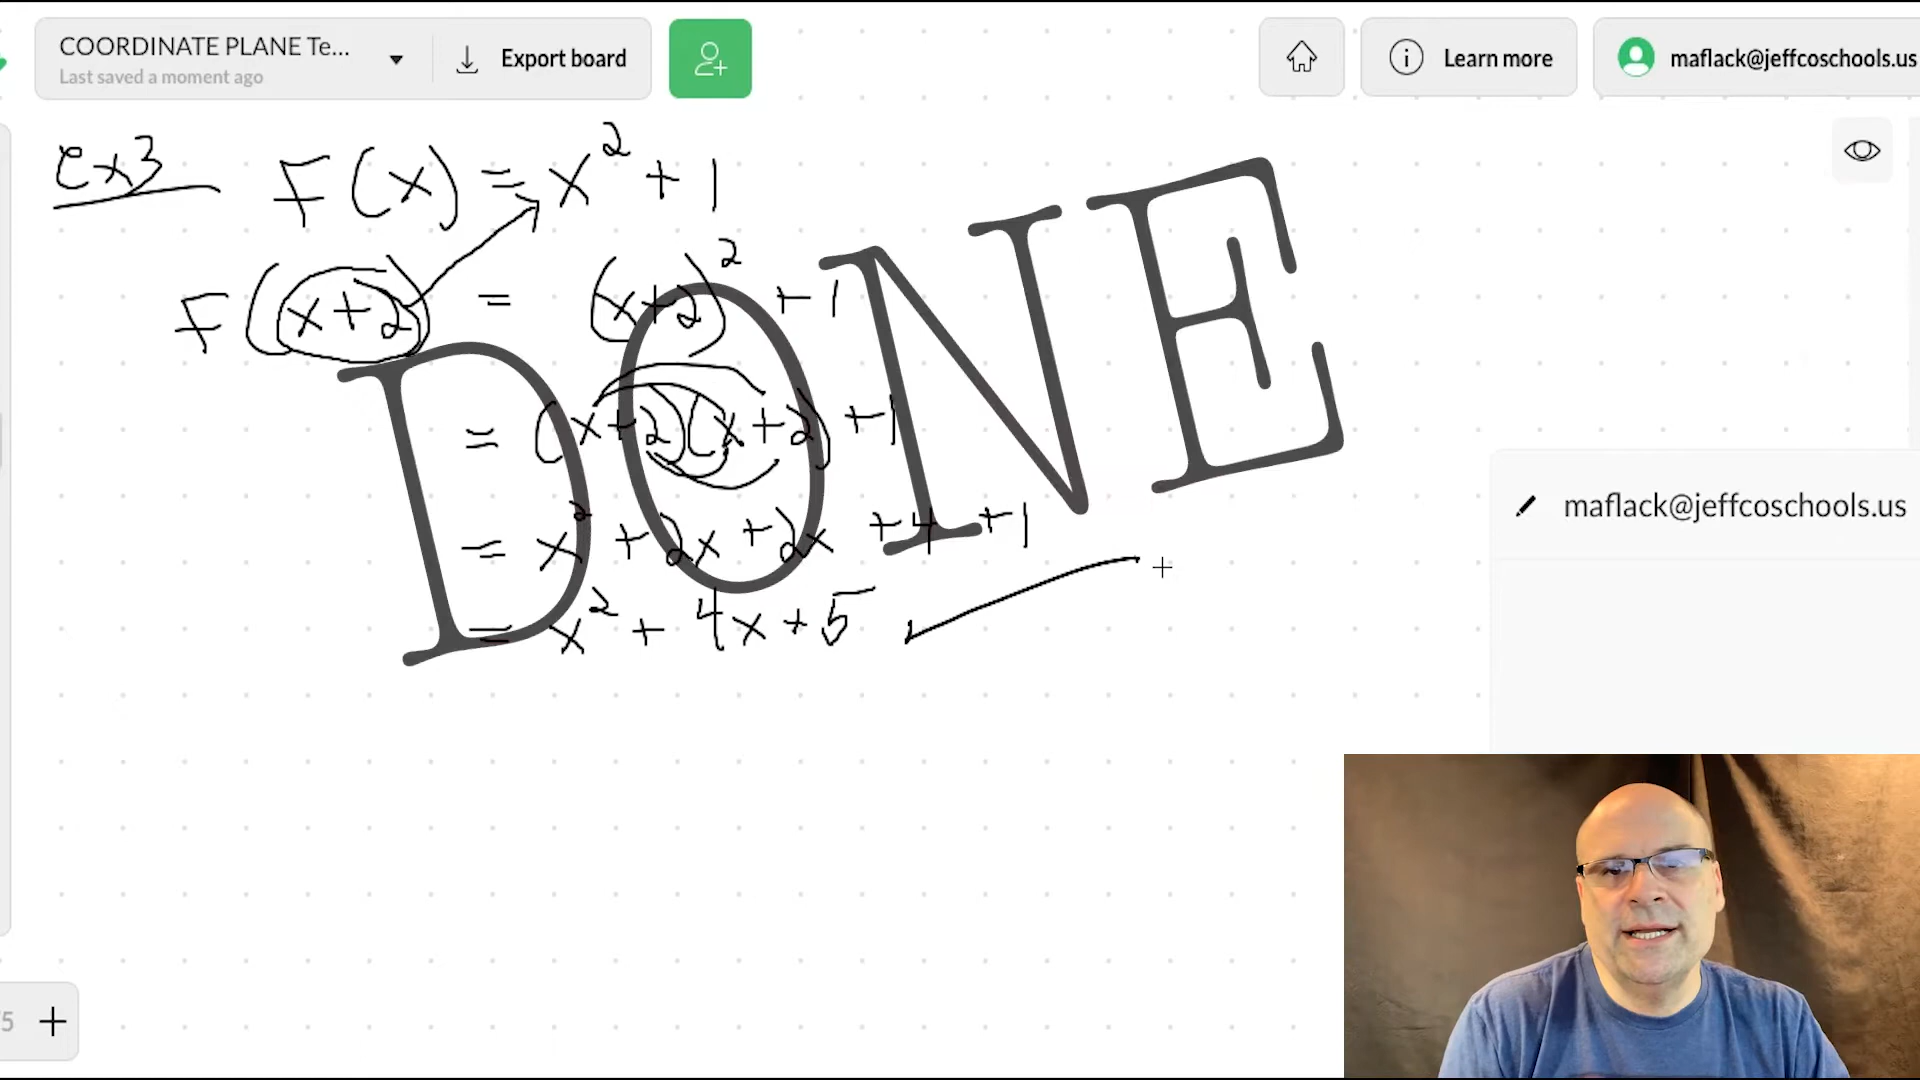 COORDINATE PLANE Te...
Last saved a moment ago
Export board
Learn more
maflack@jeffcoschools.us
Ex3 F(x) = x² + 1
F(x+2) = (x+2)² + 1
= (x+2)(x+2) + 1
= x² + 2x + 2x + 4 + 1
= x² + 4x + 5
DONE
maflack@jeffcoschools.us
5 +